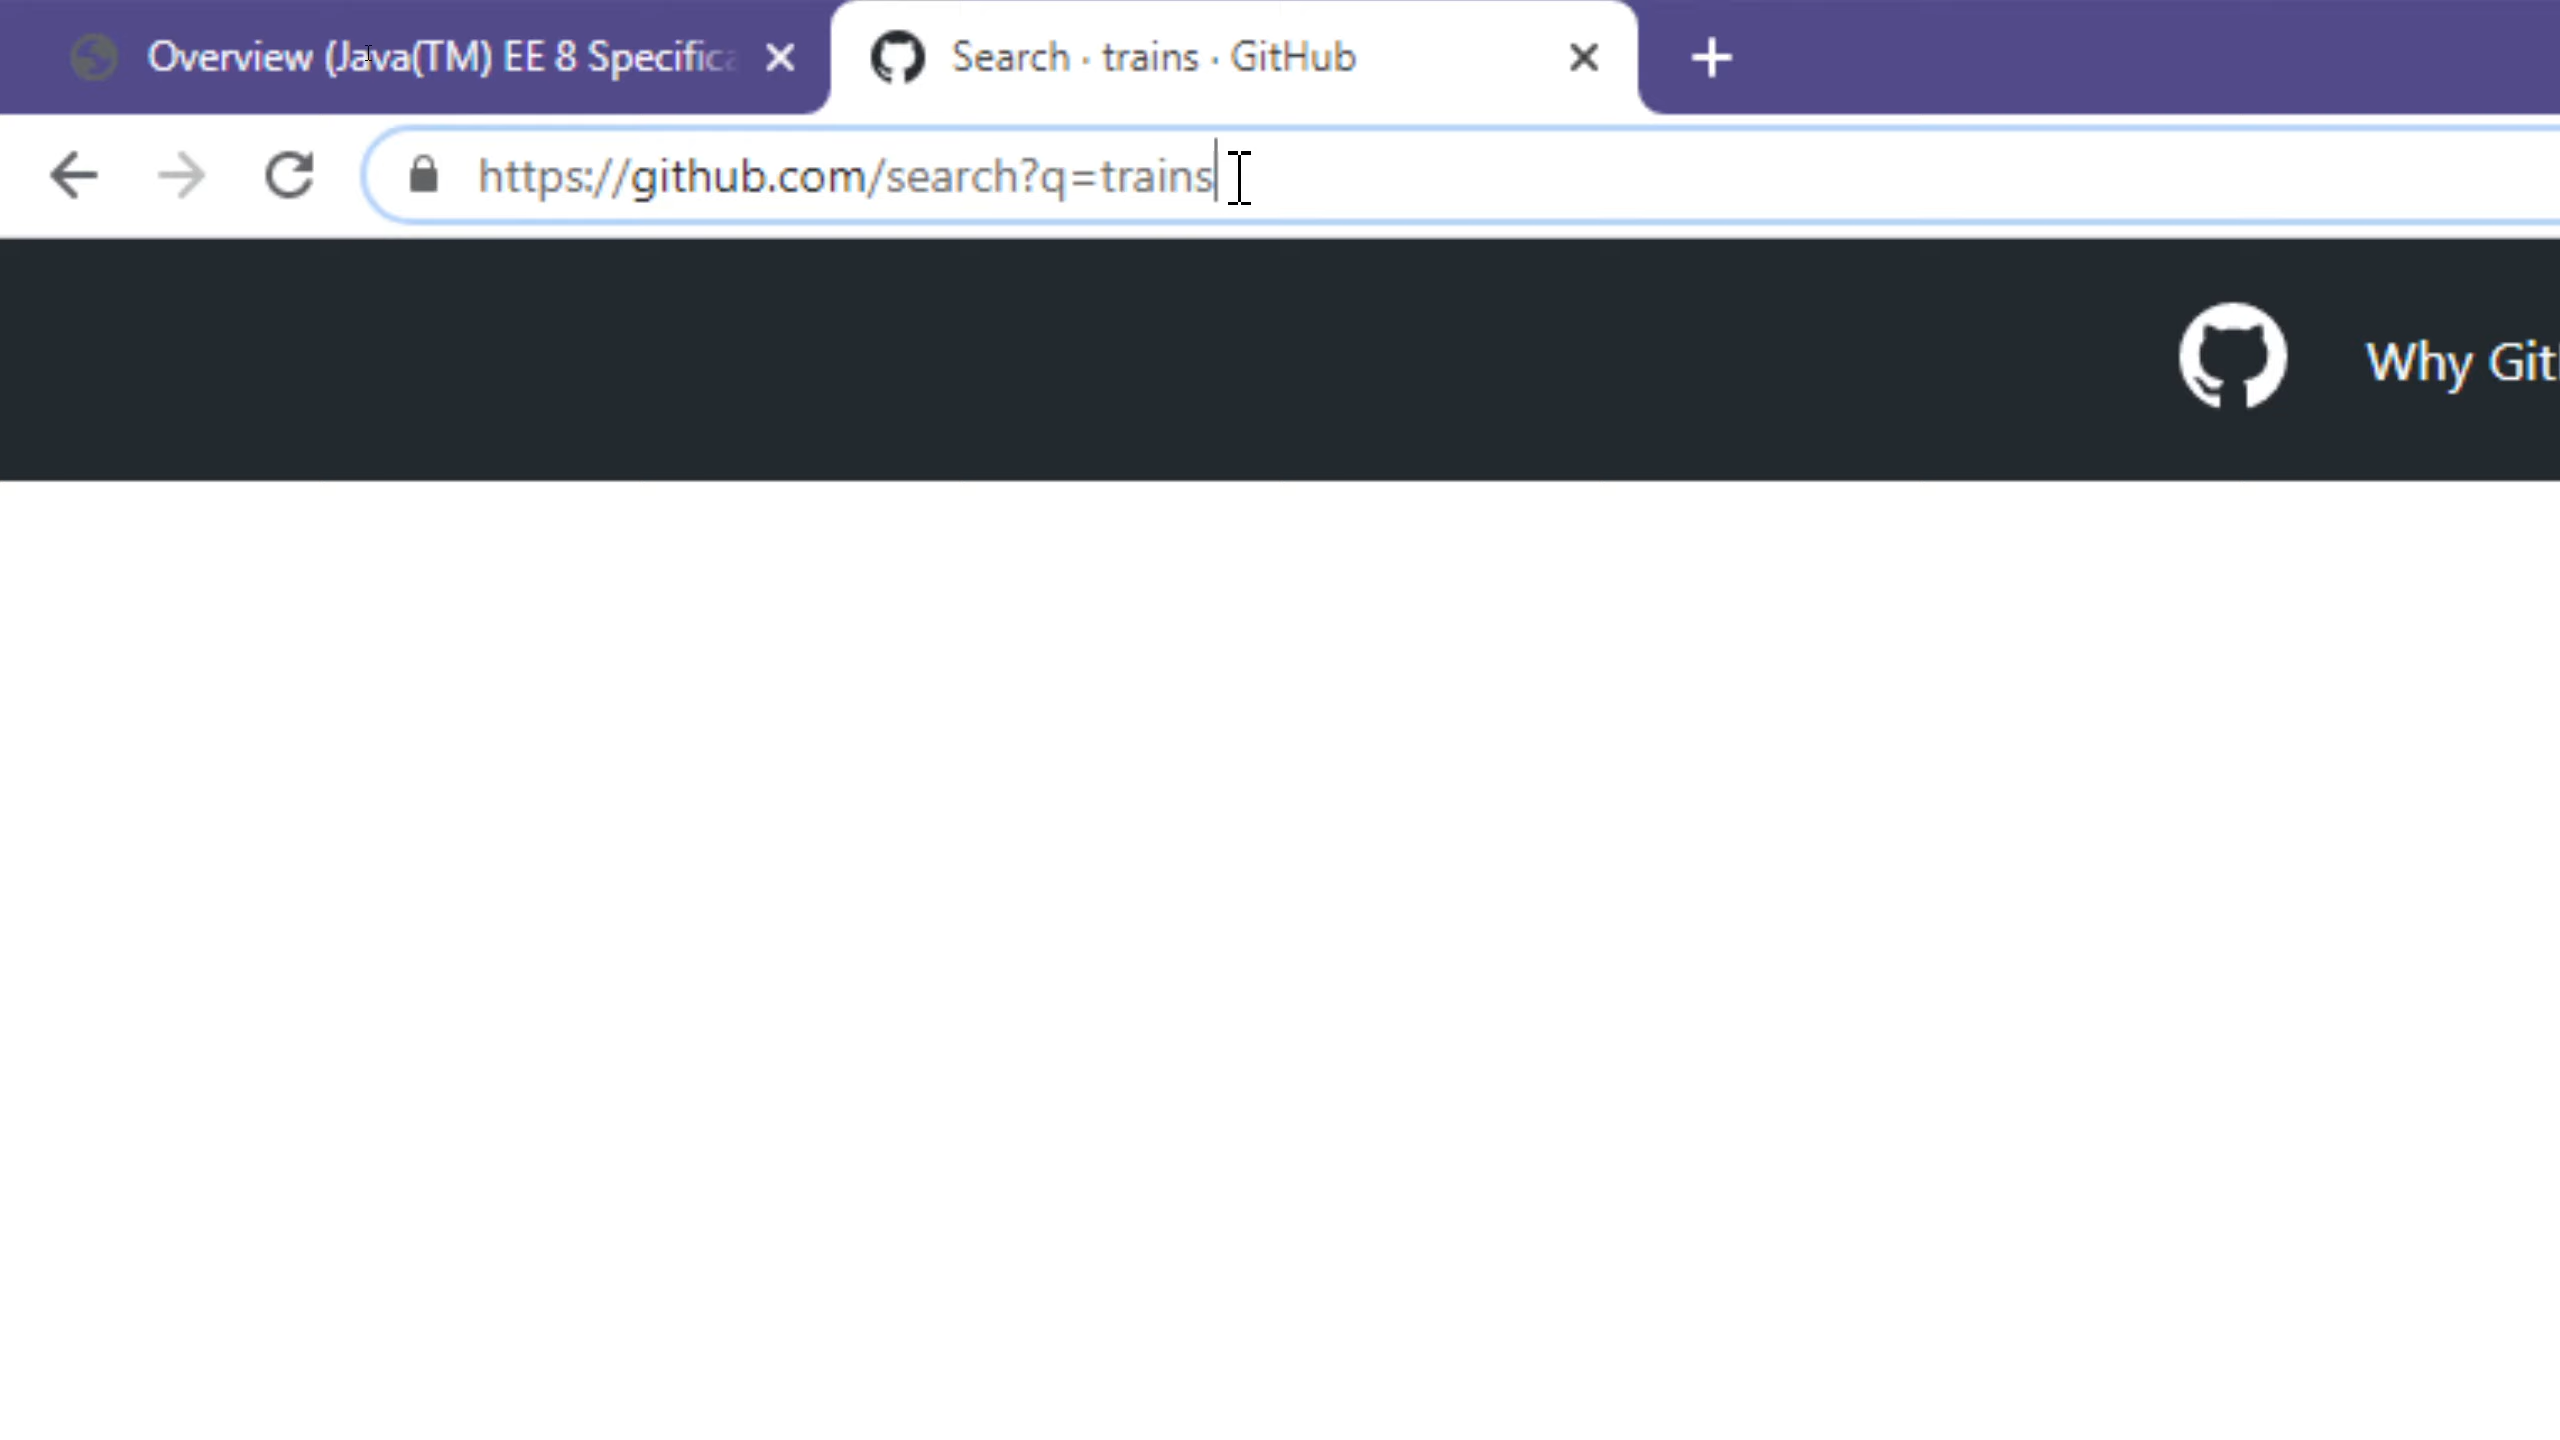 Overview (Java(TM) EE 8 Specifica
Search · trains · GitHub
https://github.com/search?q=trains
Why Git